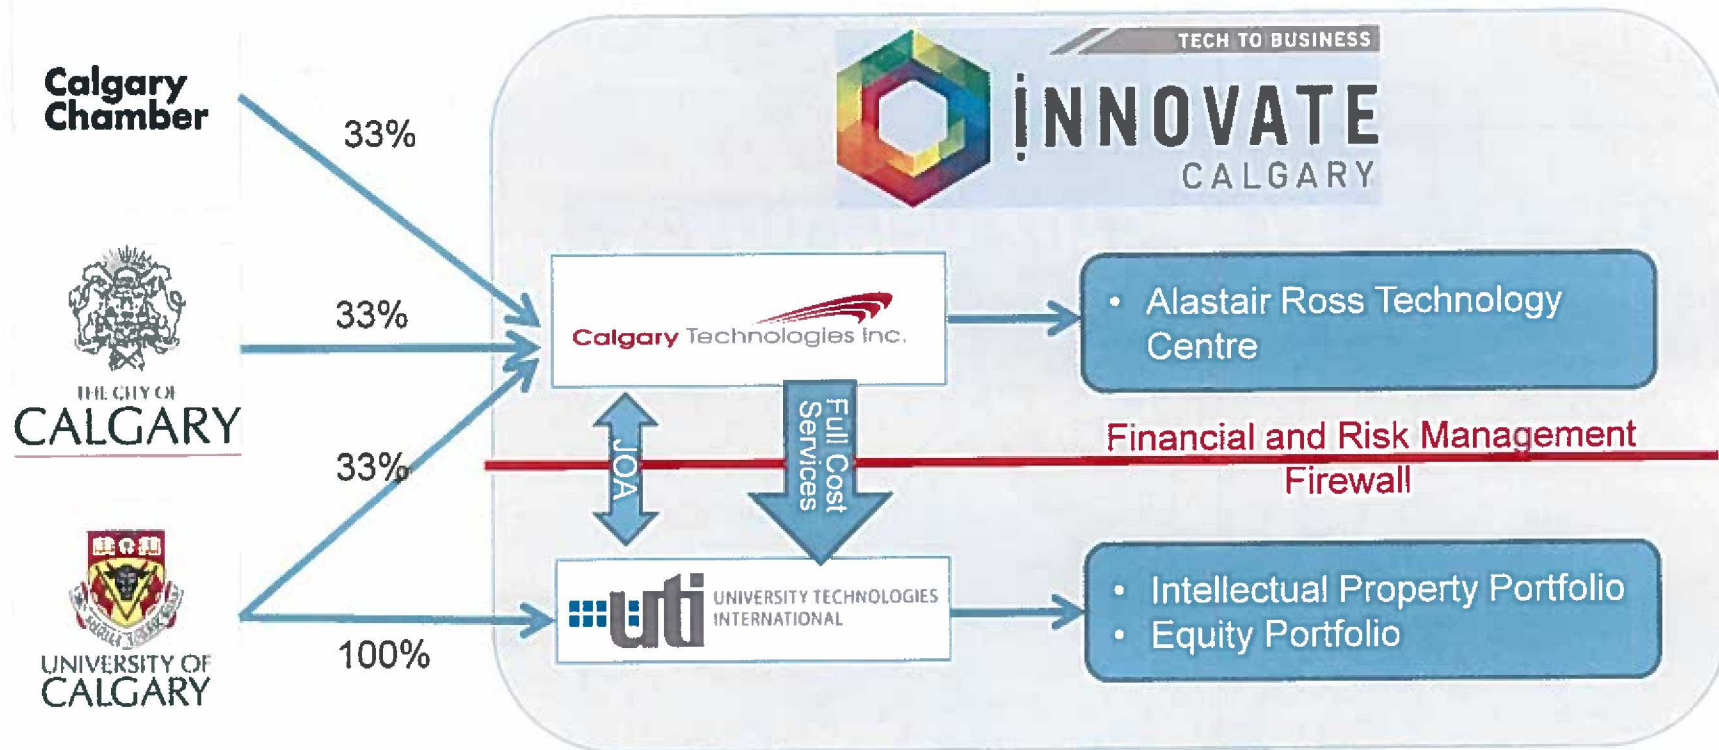 TECH TO BUSINESS
Calgary
Chamber
33%
iNNOVATE
CALGARY
33%
Calgary Technologies Inc.
• Alastair Ross Technology
Centre
THE CITY OF
CALGARY
33%
JOA
Full Cost
Services
Financial and Risk Management
Firewall
UNIVERSITY OF
CALGARY
100%
uti
UNIVERSITY TECHNOLOGIES
INTERNATIONAL
• Intellectual Property Portfolio
• Equity Portfolio